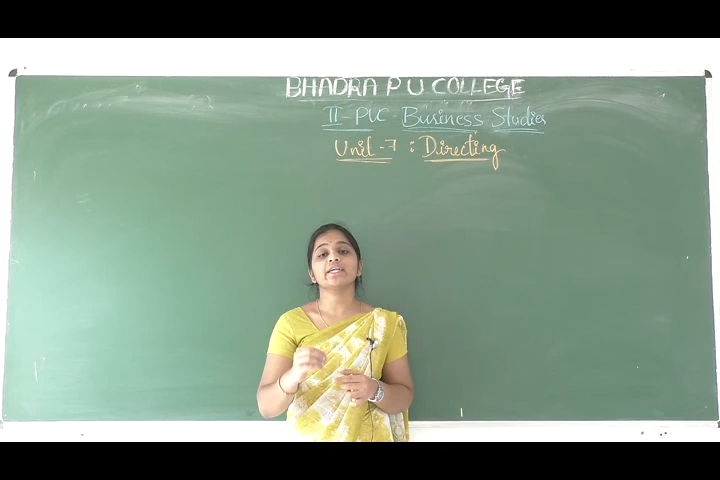 BHADRA P U COLLEGE
II - PUC Business Studies
Unit - 7 : Directing